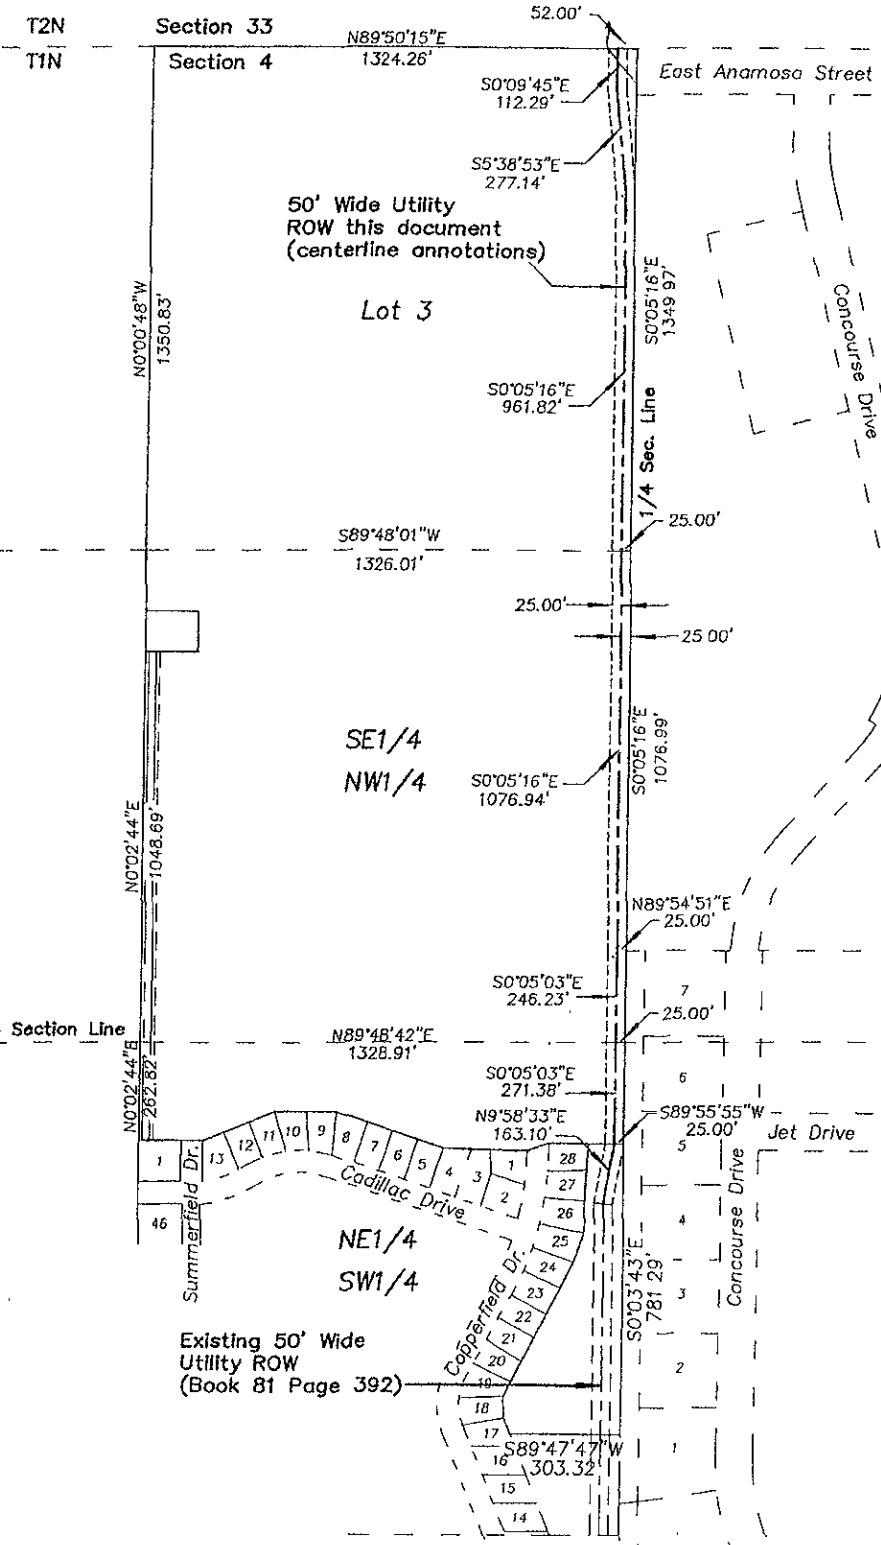 52.00'
T2N Section 33
N89°50'15"E
T1N Section 4
1324.26'
East Anamosa Street
S0°09'45"E
112.29'
S5°38'53"E
277.14'
50' Wide Utility
ROW this document
(centerline annotations)
S0°05'16"E
1349.97'
Lot 3
N0°00'48"W
1350.83'
Concourse Drive
S0°05'16"E
961.82'
1/4 Sec. Line
25.00'
S89°48'01"W
1326.01'
25.00'
25 00'
SE1/4
NW1/4
S0°05'16"E
1076.94'
S0°05'16"E
1076.99'
N0°02'44"E
1048.69'
N89°54'51"E
25.00'
S0°05'03"E
246.23'
7
25.00'
Section Line
N89°48'42"E
1328.91'
N0°02'44"E
262.82'
S0°05'03"E
271.38'
6
N9°58'33"E
163.10'
S89°55'55"W
25.00'
5
Jet Drive
1
13
12
11
10
9
8
7
6
5
4
3
1
2
28
27
26
25
24
23
22
21
20
19
18
17
16
15
14
46
Summerfield Dr.
Cadillac Drive
Copperfield Dr.
NE1/4
SW1/4
4
3
2
1
Concourse Drive
S0°03'43"E
781 29'
Existing 50' Wide
Utility ROW
(Book 81 Page 392)
S89°47'47"W
303.32